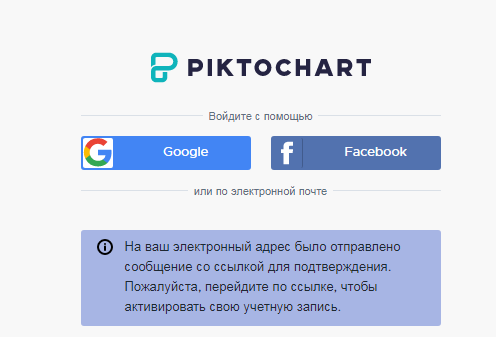 PIKTOCHART
Войдите с помощью
Google
Facebook
или по электронной почте
На ваш электронный адрес было отправлено
сообщение со ссылкой для подтверждения.
Пожалуйста, перейдите по ссылке, чтобы
активировать свою учетную запись.